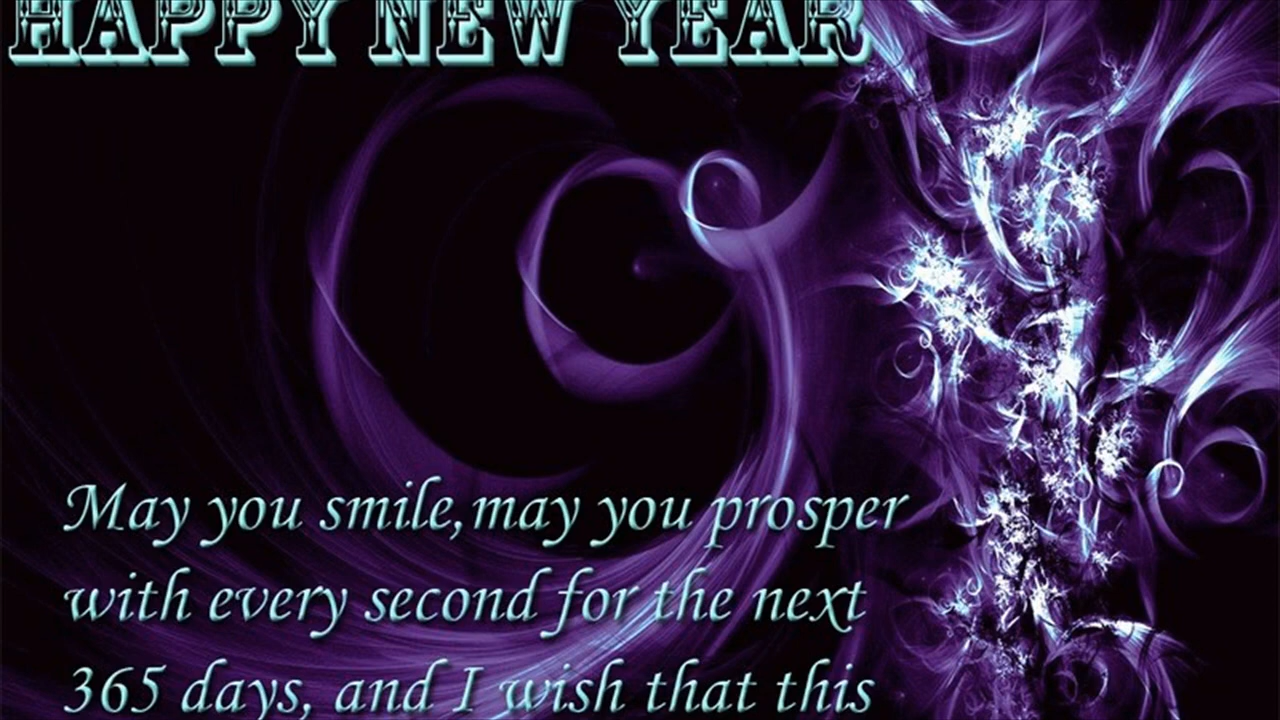 HAPPY NEW YEAR
May you smile,may you prosper
with every second for the next
365 days, and I wish that this